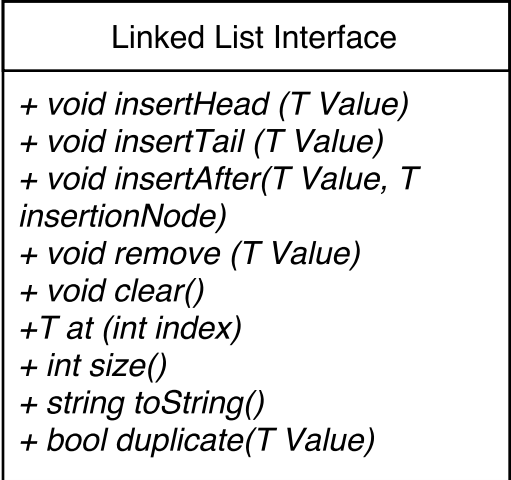 Linked List Interface
+ void insertHead (T Value)
+ void insertTail (T Value)
+ void insertAfter(T Value, T
insertionNode)
+ void remove (T Value)
+ void clear()
+T at (int index)
+ int size()
+ string toString()
+ bool duplicate(T Value)